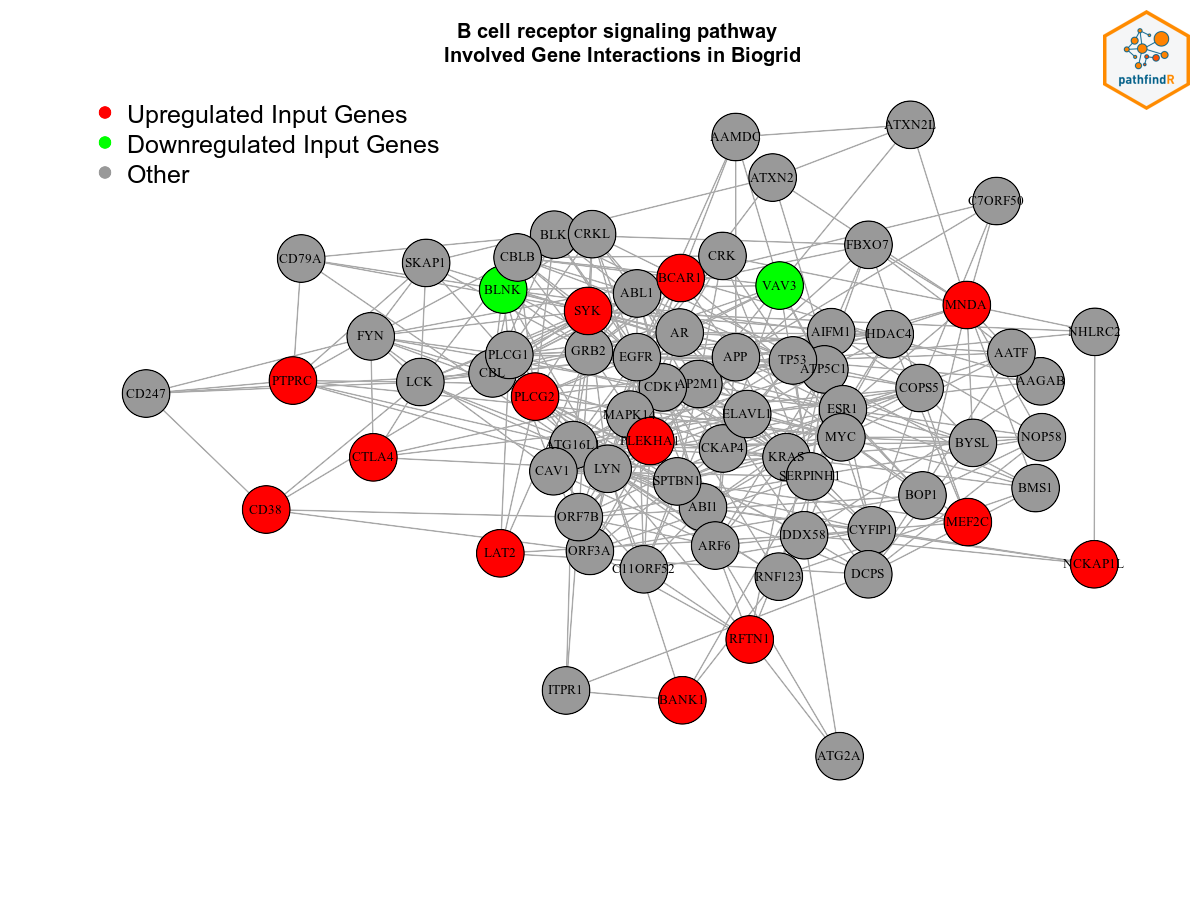 B cell receptor signaling pathway
Involved Gene Interactions in Biogrid
pathfindR
Upregulated Input Genes
Downregulated Input Genes
Other
AAMDC
ATXN2L
ATXN2
C7ORF50
BLK
CRKL
CD79A
SKAP1
CBLB
CRK
FBXO7
BCAR1
VAV3
BLNK
ABL1
SYK
MNDA
FYN
AR
AIFM1
HDAC4
NHLRC2
GRB2
PLCG1
EGFR
APP
TP53
AATF
ATP5C1
CBL
LCK
PTPRC
CDK1
AP2M1
COPS5
AAGAB
CD247
PLCG2
MAPK14
ELAVL1
ESR1
PLEKHA1
MYC
BYSL
NOP58
ATG16L1
CKAP4
CTLA4
CAV1
LYN
KRAS
SERPINH1
SPTBN1
BMS1
BOP1
ABI1
CD38
ORF7B
MEF2C
CYFIP1
DDX58
ARF6
LAT2
ORF3A
C11ORF52
RNF123
DCPS
NCKAP1L
RFTN1
ITPR1
BANK1
ATG2A